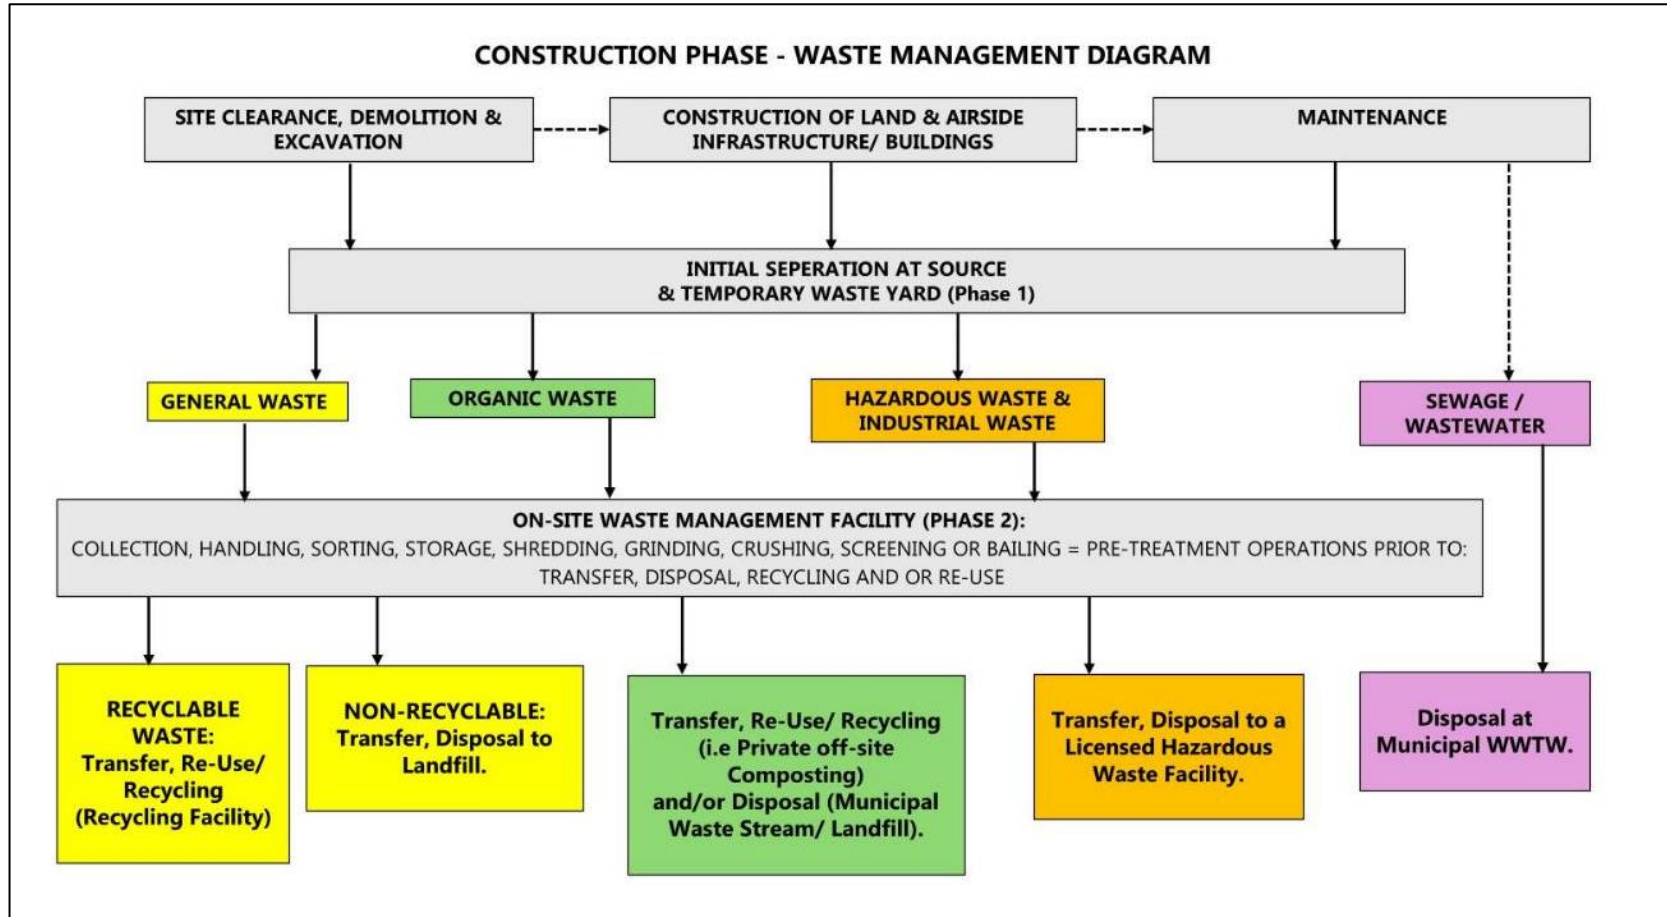 CONSTRUCTION PHASE - WASTE MANAGEMENT DIAGRAM
SITE CLEARANCE, DEMOLITION &
EXCAVATION
CONSTRUCTION OF LAND & AIRSIDE
INFRASTRUCTURE/ BUILDINGS
MAINTENANCE
INITIAL SEPERATION AT SOURCE
& TEMPORARY WASTE YARD (Phase 1)
GENERAL WASTE
ORGANIC WASTE
HAZARDOUS WASTE &
INDUSTRIAL WASTE
SEWAGE /
WASTEWATER
ON-SITE WASTE MANAGEMENT FACILITY (PHASE 2):
COLLECTION, HANDLING, SORTING, STORAGE, SHREDDING, GRINDING, CRUSHING, SCREENING OR BAILING = PRE-TREATMENT OPERATIONS PRIOR TO:
TRANSFER, DISPOSAL, RECYCLING AND OR RE-USE
RECYCLABLE
WASTE:
Transfer, Re-Use/
Recycling
(Recycling Facility)
NON-RECYCLABLE:
Transfer, Disposal to
Landfill.
Transfer, Re-Use/ Recycling
(i.e Private off-site
Composting)
and/or Disposal (Municipal
Waste Stream/ Landfill).
Transfer, Disposal to a
Licensed Hazardous
Waste Facility.
Disposal at
Municipal WWTW.